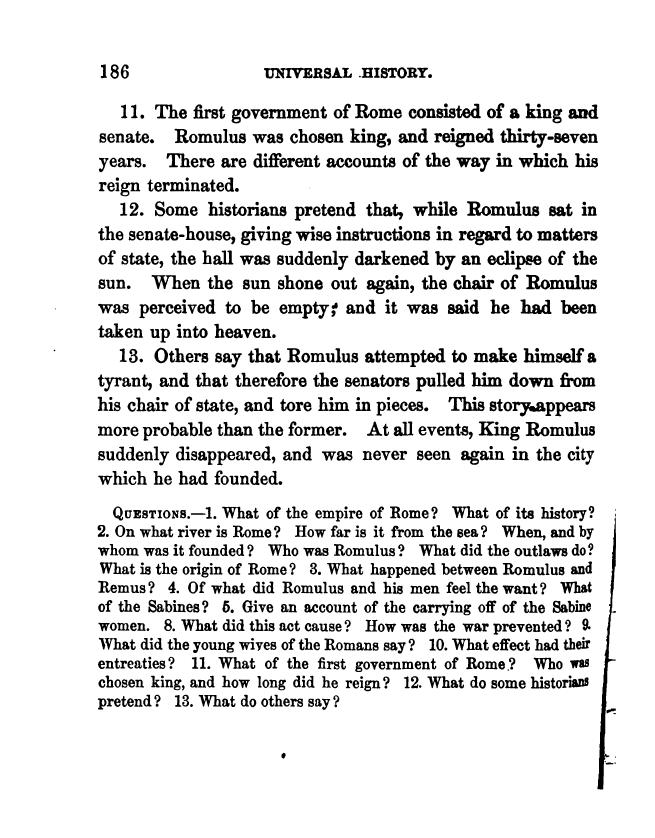 186 UNIVERSAL HISTORY.
11. The first government of Rome consisted of a king and
senate. Romulus was chosen king, and reigned thirty-seven
years. There are different accounts of the way in which his
reign terminated.
12. Some historians pretend that, while Romulus sat in
the senate-house, giving wise instructions in regard to matters
of state, the hall was suddenly darkened by an eclipse of the
sun. When the sun shone out again, the chair of Romulus
was perceived to be empty; and it was said he had been
taken up into heaven.
13. Others say that Romulus attempted to make himself a
tyrant, and that therefore the senators pulled him down from
his chair of state, and tore him in pieces. This story appears
more probable than the former. At all events, King Romulus
suddenly disappeared, and was never seen again in the city
which he had founded.
QUESTIONS.—1. What of the empire of Rome? What of its history?
2. On what river is Rome? How far is it from the sea? When, and by
whom was it founded? Who was Romulus? What did the outlaws do?
What is the origin of Rome? 3. What happened between Romulus and
Remus? 4. Of what did Romulus and his men feel the want? What
of the Sabines? 5. Give an account of the carrying off of the Sabine
women. 8. What did this act cause? How was the war prevented? 9.
What did the young wives of the Romans say? 10. What effect had their
entreaties? 11. What of the first government of Rome? Who was
chosen king, and how long did he reign? 12. What do some historians
pretend? 13. What do others say?